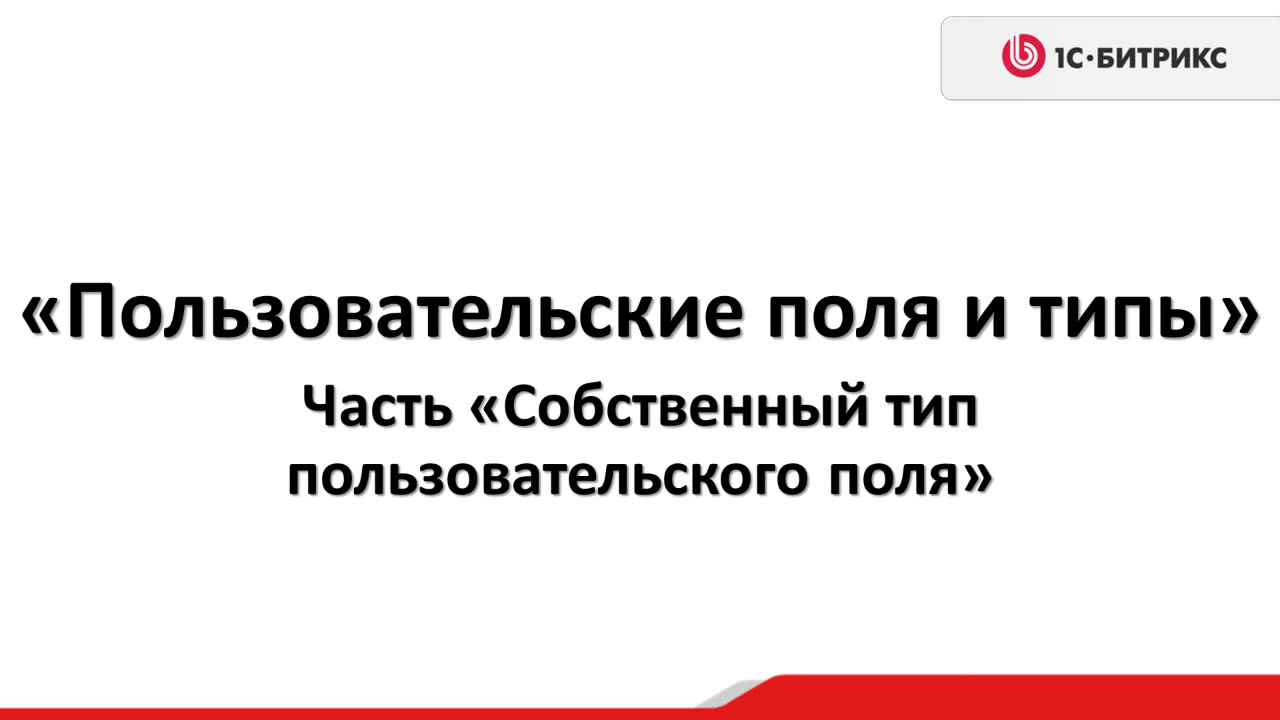 1С·БИТРИКС
«Пользовательские поля и типы»
Часть «Собственный тип
пользовательского поля»